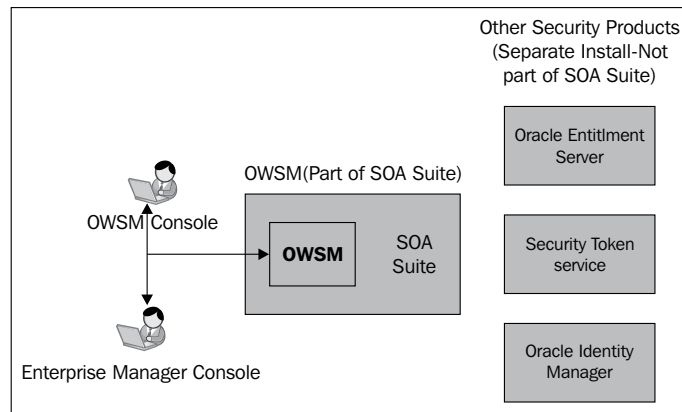 Other Security Products
(Separate Install-Not
part of SOA Suite)
Oracle Entitlment
Server
OWSM(Part of SOA Suite)
OWSM Console
OWSM
SOA
Suite
Security Token
service
Enterprise Manager Console
Oracle Identity
Manager